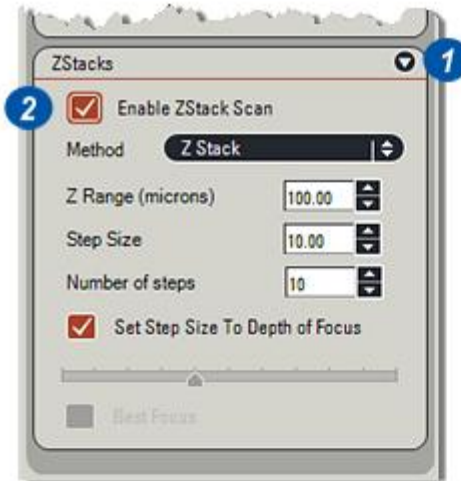 ZStacks
1
2
Enable ZStack Scan
Method Z Stack
Z Range (microns) 100.00
Step Size 10.00
Number of steps 10
Set Step Size To Depth of Focus
Best Focus